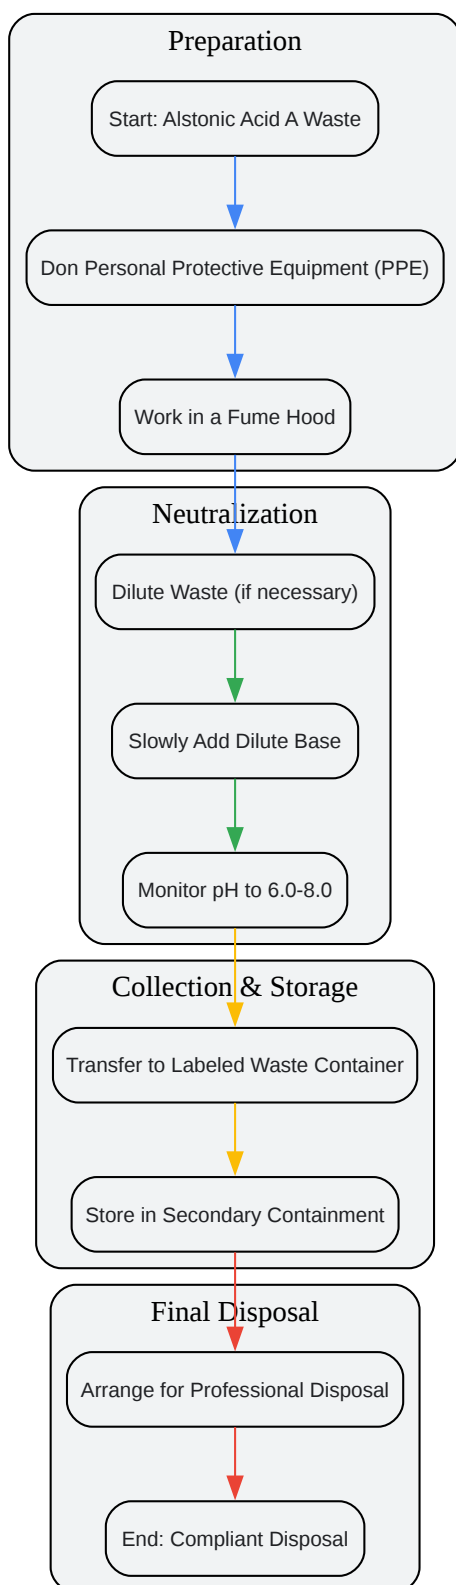 Preparation
Start: Alstonic Acid A Waste
Don Personal Protective Equipment (PPE)
Work in a Fume Hood
Neutralization
Dilute Waste (if necessary)
Slowly Add Dilute Base
Monitor pH to 6.0-8.0
Collection & Storage
Transfer to Labeled Waste Container
Store in Secondary Containment
Final Disposal
Arrange for Professional Disposal
End: Compliant Disposal